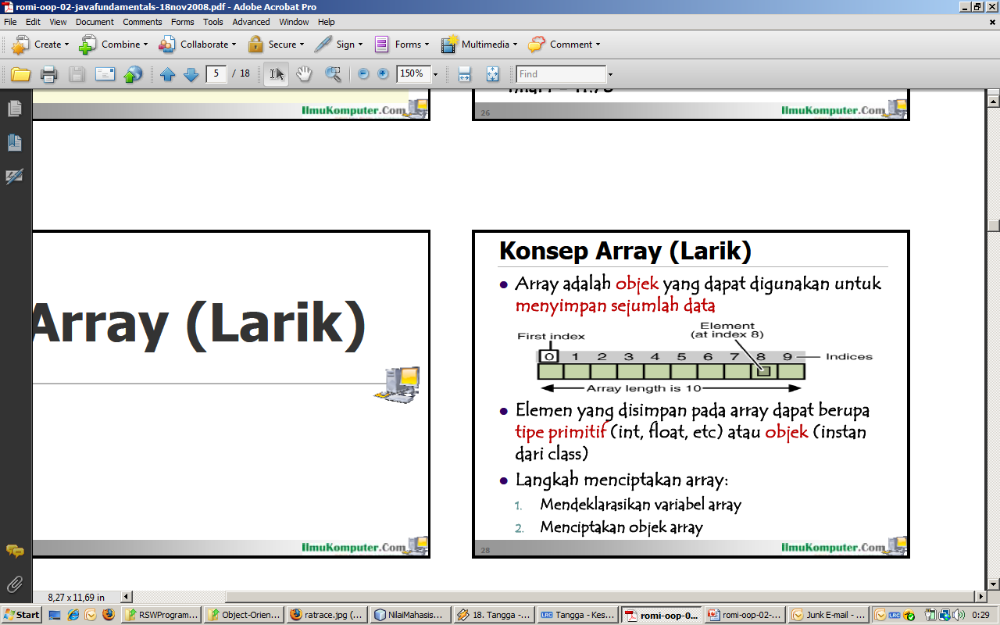 romi-oop-02-javafundamentals-18nov2008.pdf - Adobe Acrobat Pro
File Edit View Document Comments Forms Tools Advanced Window Help
Create Combine Collaborate Secure Sign Forms Multimedia Comment
5 / 18 150% Find
IlmuKomputer.Com
26 IlmuKomputer.Com
Array (Larik)
IlmuKomputer.Com
Konsep Array (Larik)
Array adalah objek yang dapat digunakan untuk
menyimpan sejumlah data
Element
(at index 8)
First index
0 1 2 3 4 5 6 7 8 9 Indices
Array length is 10
Elemen yang disimpan pada array dapat berupa
tipe primitif (int, float, etc) atau objek (instan
dari class)
Langkah menciptakan array:
1. Mendeklarasikan variabel array
2. Menciptakan objek array
28 IlmuKomputer.Com
8,27 x 11,69 in
Start RSWProgram... Object-Orien... ratrace.jpg (... NilaiMahasis... 18. Tangga -... LRC Tangga - Kes... romi-oop-0... romi-oop-02-... Junk E-mail - ... LRC 0:29